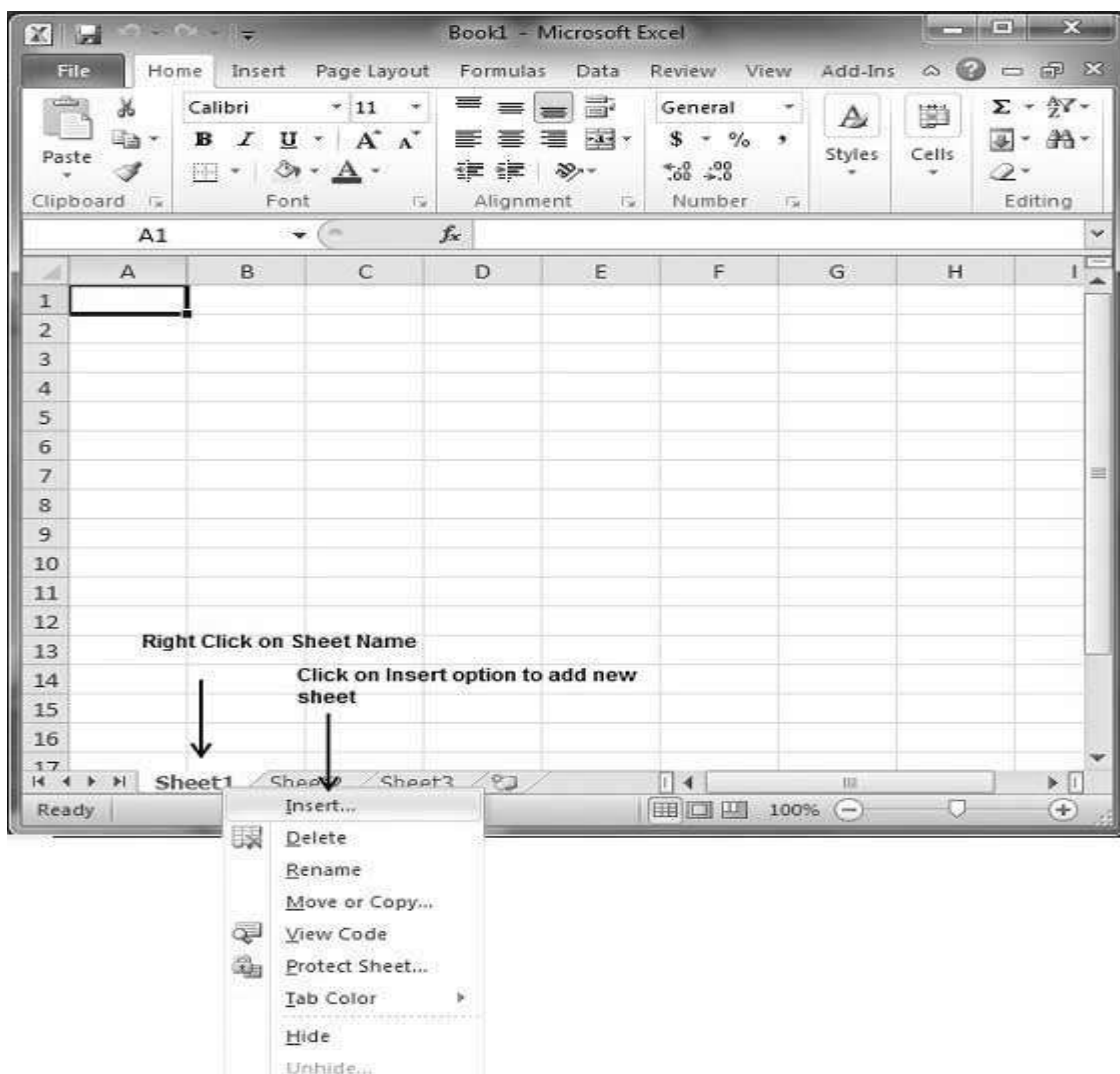 Book1 - Microsoft Excel
File Home Insert Page Layout Formulas Data Review View Add-Ins
Calibri 11 General
B I U A A $ % ,
Paste A .00 .00 Styles Cells
Clipboard Font Alignment Number Editing
A1 fx
A B C D E F G H I
1
2
3
4
5
6
7
8
9
10
11
12
13
14
15
16
17
Right Click on Sheet Name
Click on Insert option to add new
sheet
Sheet1 Sheet3
Ready 100%
Insert...
Delete
Rename
Move or Copy...
View Code
Protect Sheet...
Tab Color
Hide
Unhide...